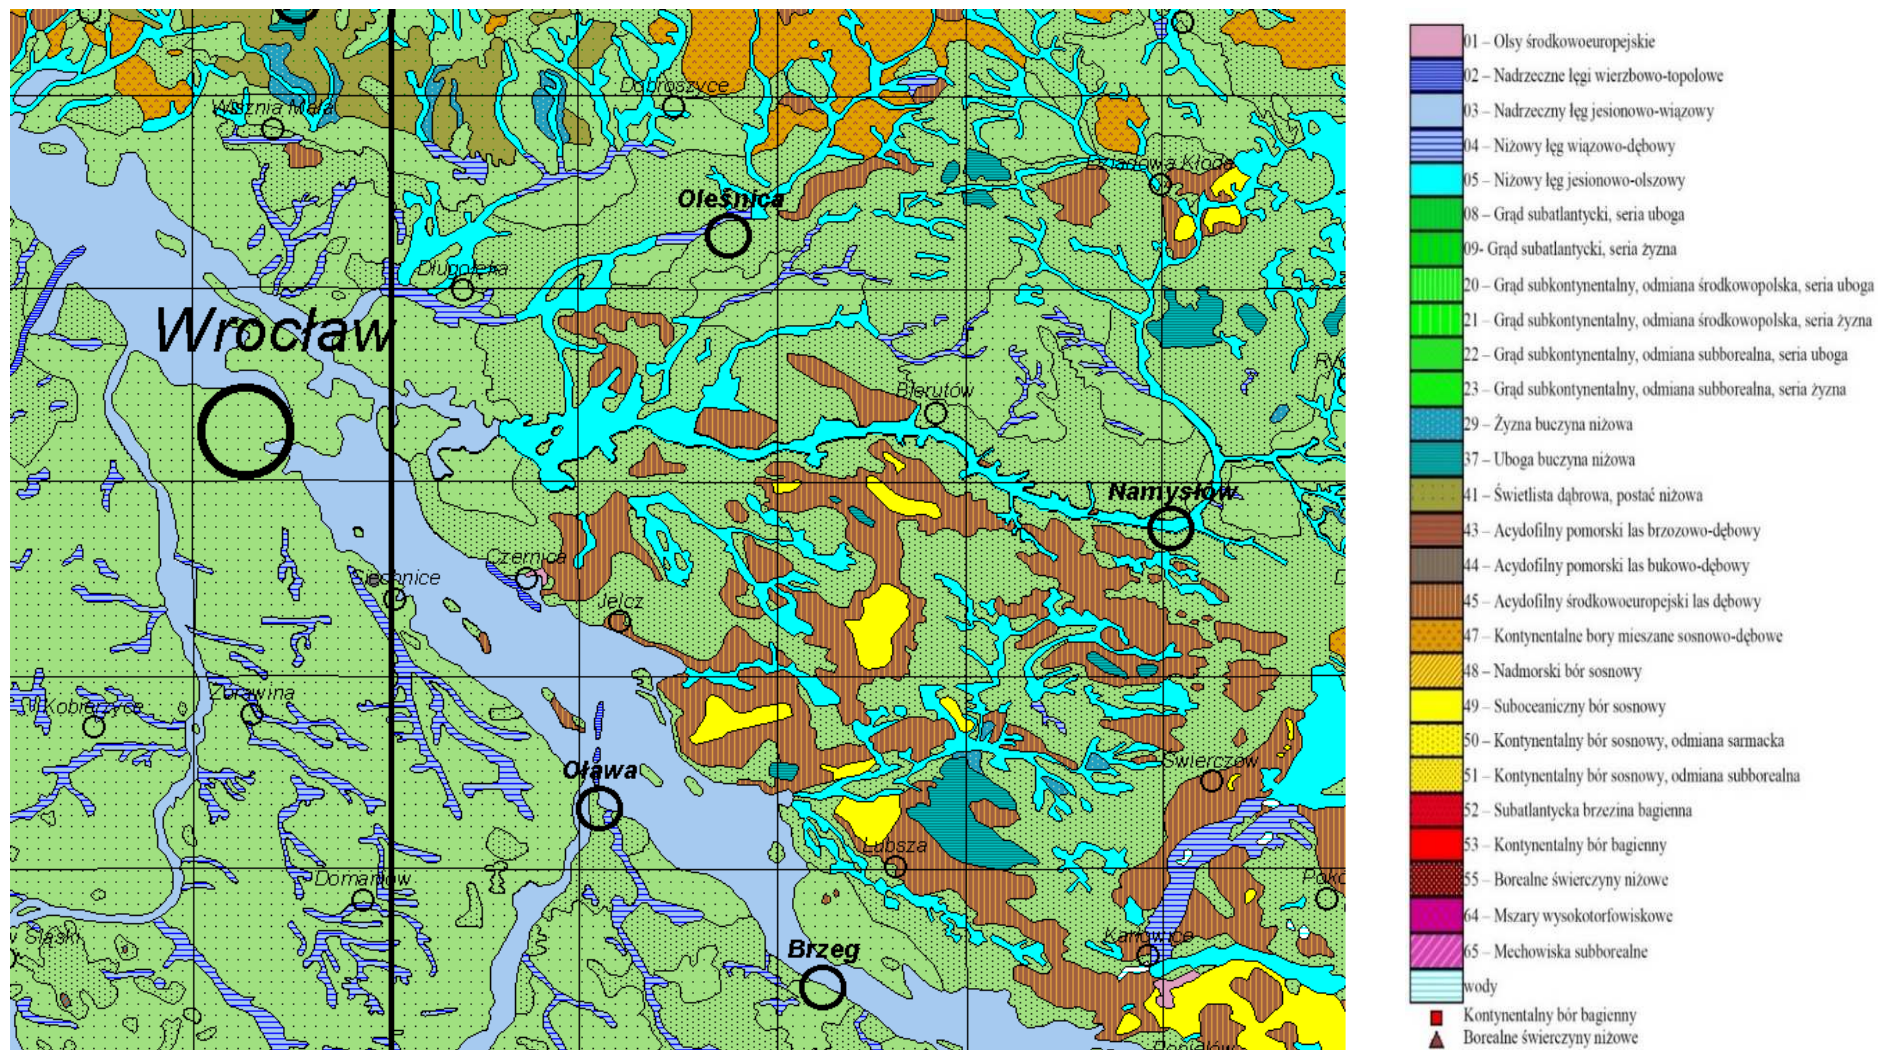 Wisznia Mała
Dobroszyce
Dziadowa Kłoda
Oleśnica
Długołęka
Wrocław
Bierutów
Namysłów
Czernica
Siechnice
Jelcz
Żórawina
Kobierzyce
Oława
Świerczów
Lubsza
Domaniów
Śląski
Karłowice
Brzeg
01 – Olsy środkowoeuropejskie
02 – Nadrzeczne łęgi wierzbowo-topolowe
03 – Nadrzeczny łęg jesionowo-wiązowy
04 – Niżowy łęg wiązowo-dębowy
05 – Niżowy łęg jesionowo-olszowy
08 – Grąd subatlantycki, seria uboga
09- Grąd subatlantycki, seria żyzna
20 – Grąd subkontynentalny, odmiana środkowopolska, seria uboga
21 – Grąd subkontynentalny, odmiana środkowopolska, seria żyzna
22 – Grąd subkontynentalny, odmiana subborealna, seria uboga
23 – Grąd subkontynentalny, odmiana subborealna, seria żyzna
29 – Żyzna buczyna niżowa
37 – Uboga buczyna niżowa
41 – Świetlista dąbrowa, postać niżowa
43 – Acydofilny pomorski las brzozowo-dębowy
44 – Acydofilny pomorski las bukowo-dębowy
45 – Acydofilny środkowoeuropejski las dębowy
47 – Kontynentalne bory mieszane sosnowo-dębowe
48 – Nadmorski bór sosnowy
49 – Suboceaniczny bór sosnowy
50 – Kontynentalny bór sosnowy, odmiana sarmacka
51 – Kontynentalny bór sosnowy, odmiana subborealna
52 – Subatlantycka brzezina bagienna
53 – Kontynentalny bór bagienny
55 – Borealne świerczyny niżowe
64 – Mszary wysokotorfowiskowe
65 – Mechowiska subborealne
wody
Kontynentalny bór bagienny
Borealne świerczyny niżowe